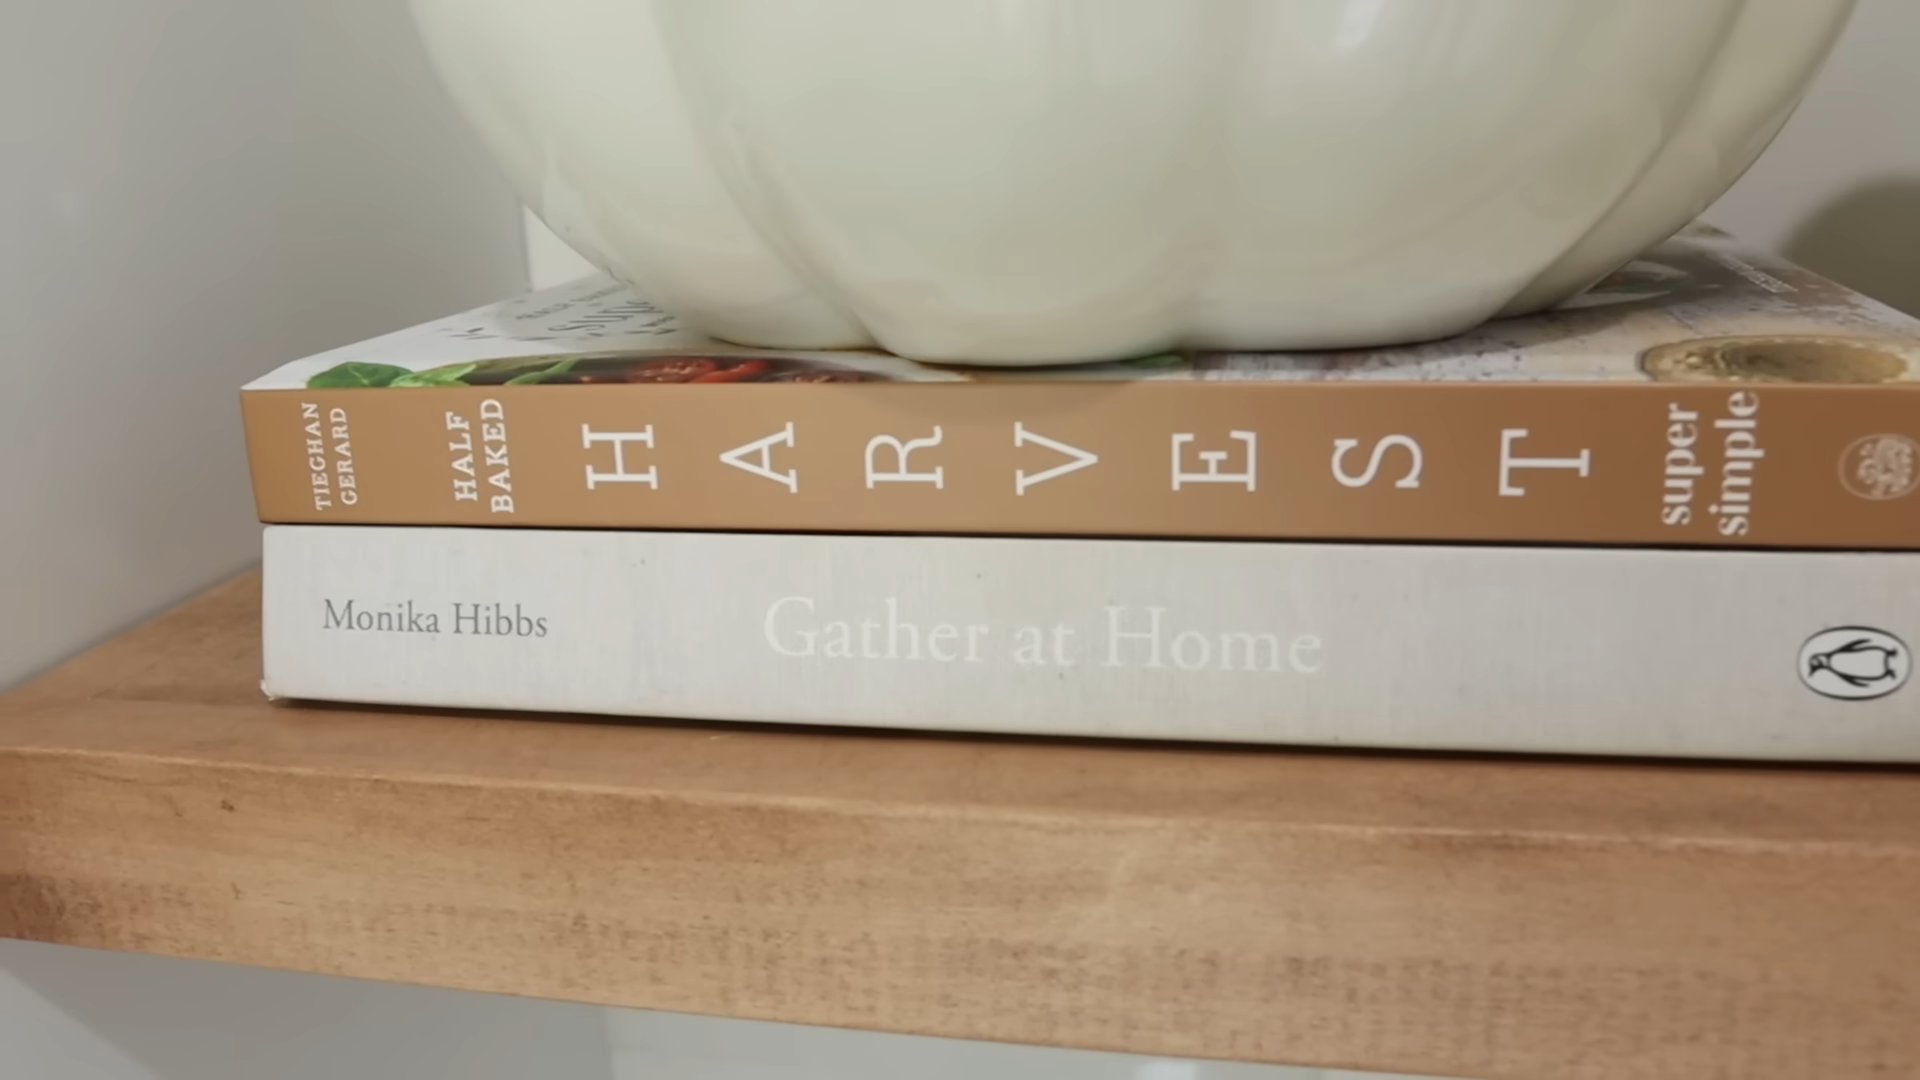 TIEGHAN
GERARD
HALF
BAKED
HARVEST
super
simple
Monika Hibbs
Gather at Home